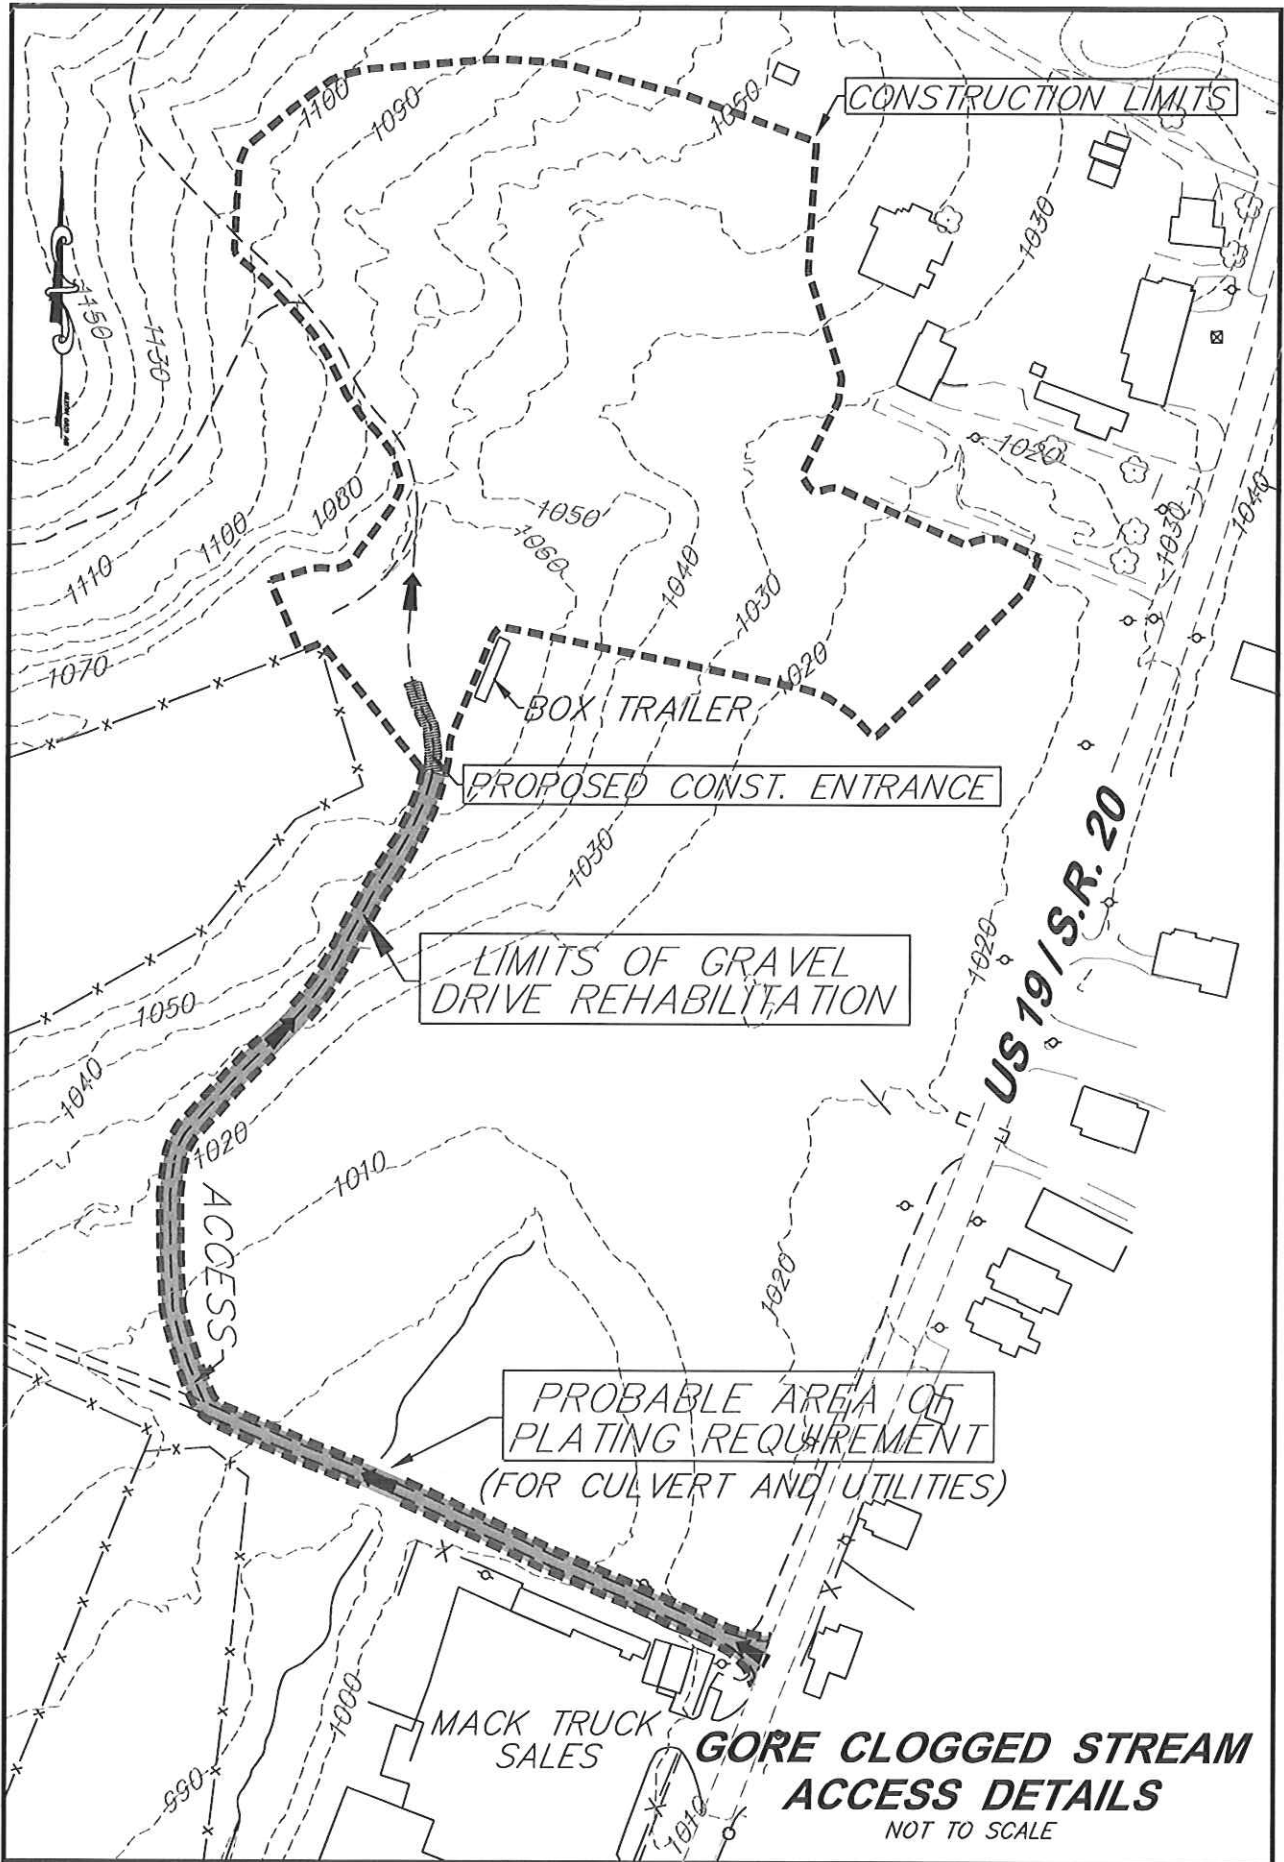 1100
1090
1050
CONSTRUCTION LIMITS
1030
1150
1130
1020
1030
1040
1080
1100
1110
1050
1060
1040
1030
1020
1070
BOX TRAILER
PROPOSED CONST. ENTRANCE
US 19 / S.R. 20
1030
LIMITS OF GRAVEL
DRIVE REHABILITATION
1020
1050
1040
1020
1010
ACCESS
1020
PROBABLE AREA OF
PLATING REQUIREMENT
(FOR CULVERT AND UTILITIES)
1000
990
MACK TRUCK
SALES
1010
GORE CLOGGED STREAM
ACCESS DETAILS
NOT TO SCALE